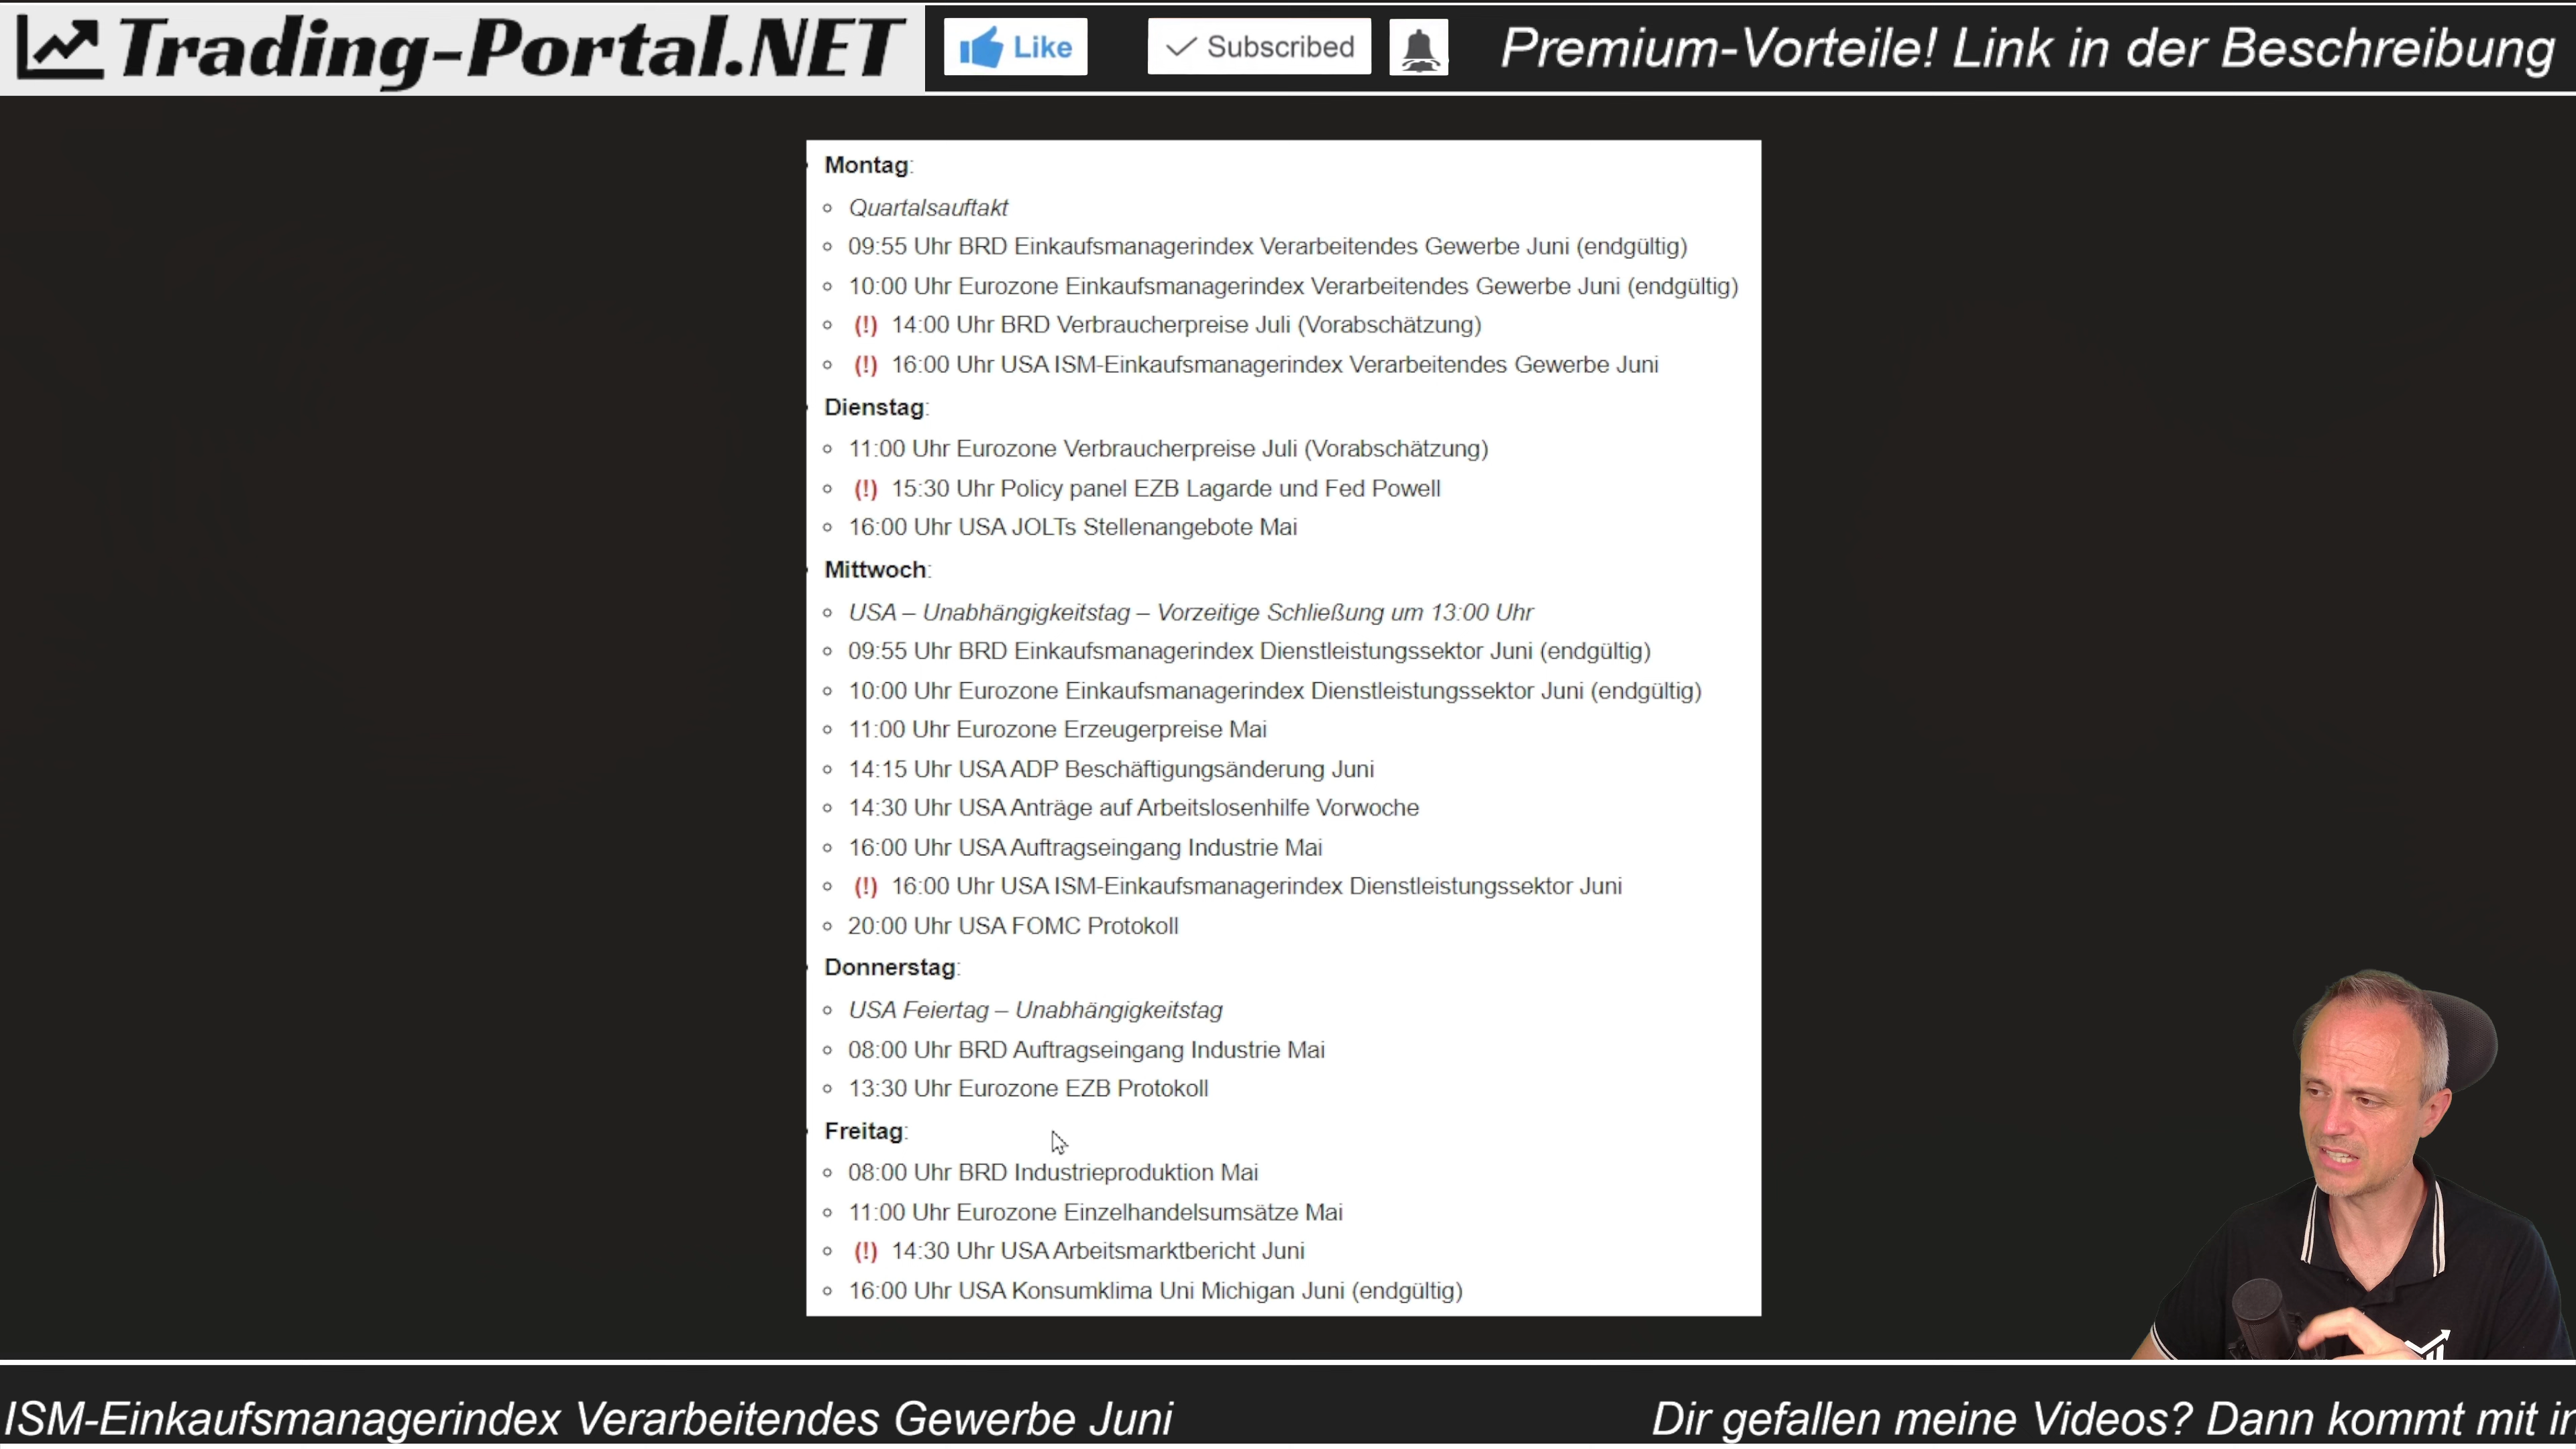 Trading-Portal.NET
Like
Subscribed
Premium-Vorteile! Link in der Beschreibung
Montag:
Quartalsauftakt
09:55 Uhr BRD Einkaufsmanagerindex Verarbeitendes Gewerbe Juni (endgültig)
10:00 Uhr Eurozone Einkaufsmanagerindex Verarbeitendes Gewerbe Juni (endgültig)
(!) 14:00 Uhr BRD Verbraucherpreise Juli (Vorabschätzung)
(!) 16:00 Uhr USA ISM-Einkaufsmanagerindex Verarbeitendes Gewerbe Juni
Dienstag:
11:00 Uhr Eurozone Verbraucherpreise Juli (Vorabschätzung)
(!) 15:30 Uhr Policy panel EZB Lagarde und Fed Powell
16:00 Uhr USA JOLTs Stellenangebote Mai
Mittwoch:
USA – Unabhängigkeitstag – Vorzeitige Schließung um 13:00 Uhr
09:55 Uhr BRD Einkaufsmanagerindex Dienstleistungssektor Juni (endgültig)
10:00 Uhr Eurozone Einkaufsmanagerindex Dienstleistungssektor Juni (endgültig)
11:00 Uhr Eurozone Erzeugerpreise Mai
14:15 Uhr USA ADP Beschäftigungsänderung Juni
14:30 Uhr USA Anträge auf Arbeitslosenhilfe Vorwoche
16:00 Uhr USA Auftragseingang Industrie Mai
(!) 16:00 Uhr USA ISM-Einkaufsmanagerindex Dienstleistungssektor Juni
20:00 Uhr USA FOMC Protokoll
Donnerstag:
USA Feiertag – Unabhängigkeitstag
08:00 Uhr BRD Auftragseingang Industrie Mai
13:30 Uhr Eurozone EZB Protokoll
Freitag:
08:00 Uhr BRD Industrieproduktion Mai
11:00 Uhr Eurozone Einzelhandelsumsätze Mai
(!) 14:30 Uhr USA Arbeitsmarktbericht Juni
16:00 Uhr USA Konsumklima Uni Michigan Juni (endgültig)
ISM-Einkaufsmanagerindex Verarbeitendes Gewerbe Juni
Dir gefallen meine Videos? Dann kommt mit in